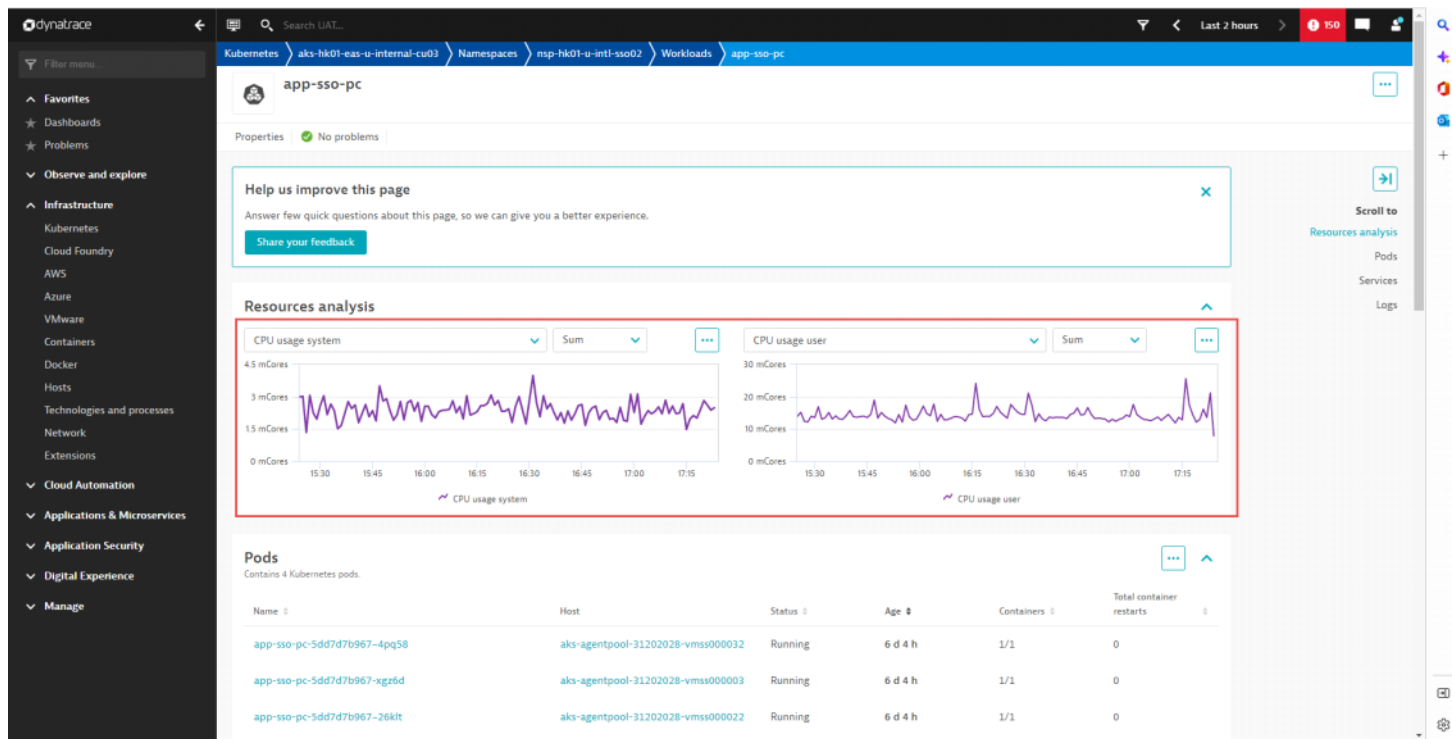 dynatrace
Search UAT...
Last 2 hours
150
Filter menu...
Favorites
Dashboards
Problems
Observe and explore
Infrastructure
Kubernetes
Cloud Foundry
AWS
Azure
VMware
Containers
Docker
Hosts
Technologies and processes
Network
Extensions
Cloud Automation
Applications & Microservices
Application Security
Digital Experience
Manage
Kubernetes
aks-hk01-eas-u-internal-cu03
Namespaces
nsp-hk01-u-intl-sso02
Workloads
app-sso-pc
app-sso-pc
Properties
No problems
Help us improve this page
Answer few quick questions about this page, so we can give you a better experience.
Share your feedback
Scroll to
Resources analysis
Pods
Services
Logs
Resources analysis
CPU usage system
Sum
4.5 mCores
3 mCores
1.5 mCores
0 mCores
15:30 15:45 16:00 16:15 16:30 16:45 17:00 17:15
CPU usage system
CPU usage user
Sum
30 mCores
20 mCores
10 mCores
0 mCores
15:30 15:45 16:00 16:15 16:30 16:45 17:00 17:15
CPU usage user
Pods
Contains 4 Kubernetes pods.
Name Host Status Age Containers Total container restarts
app-sso-pc-5dd7d7b967-4pq58 aks-agentpool-31202028-vmss000032 Running 6 d 4 h 1/1 0
app-sso-pc-5dd7d7b967-xgz6d aks-agentpool-31202028-vmss000003 Running 6 d 4 h 1/1 0
app-sso-pc-5dd7d7b967-26klt aks-agentpool-31202028-vmss000022 Running 6 d 4 h 1/1 0